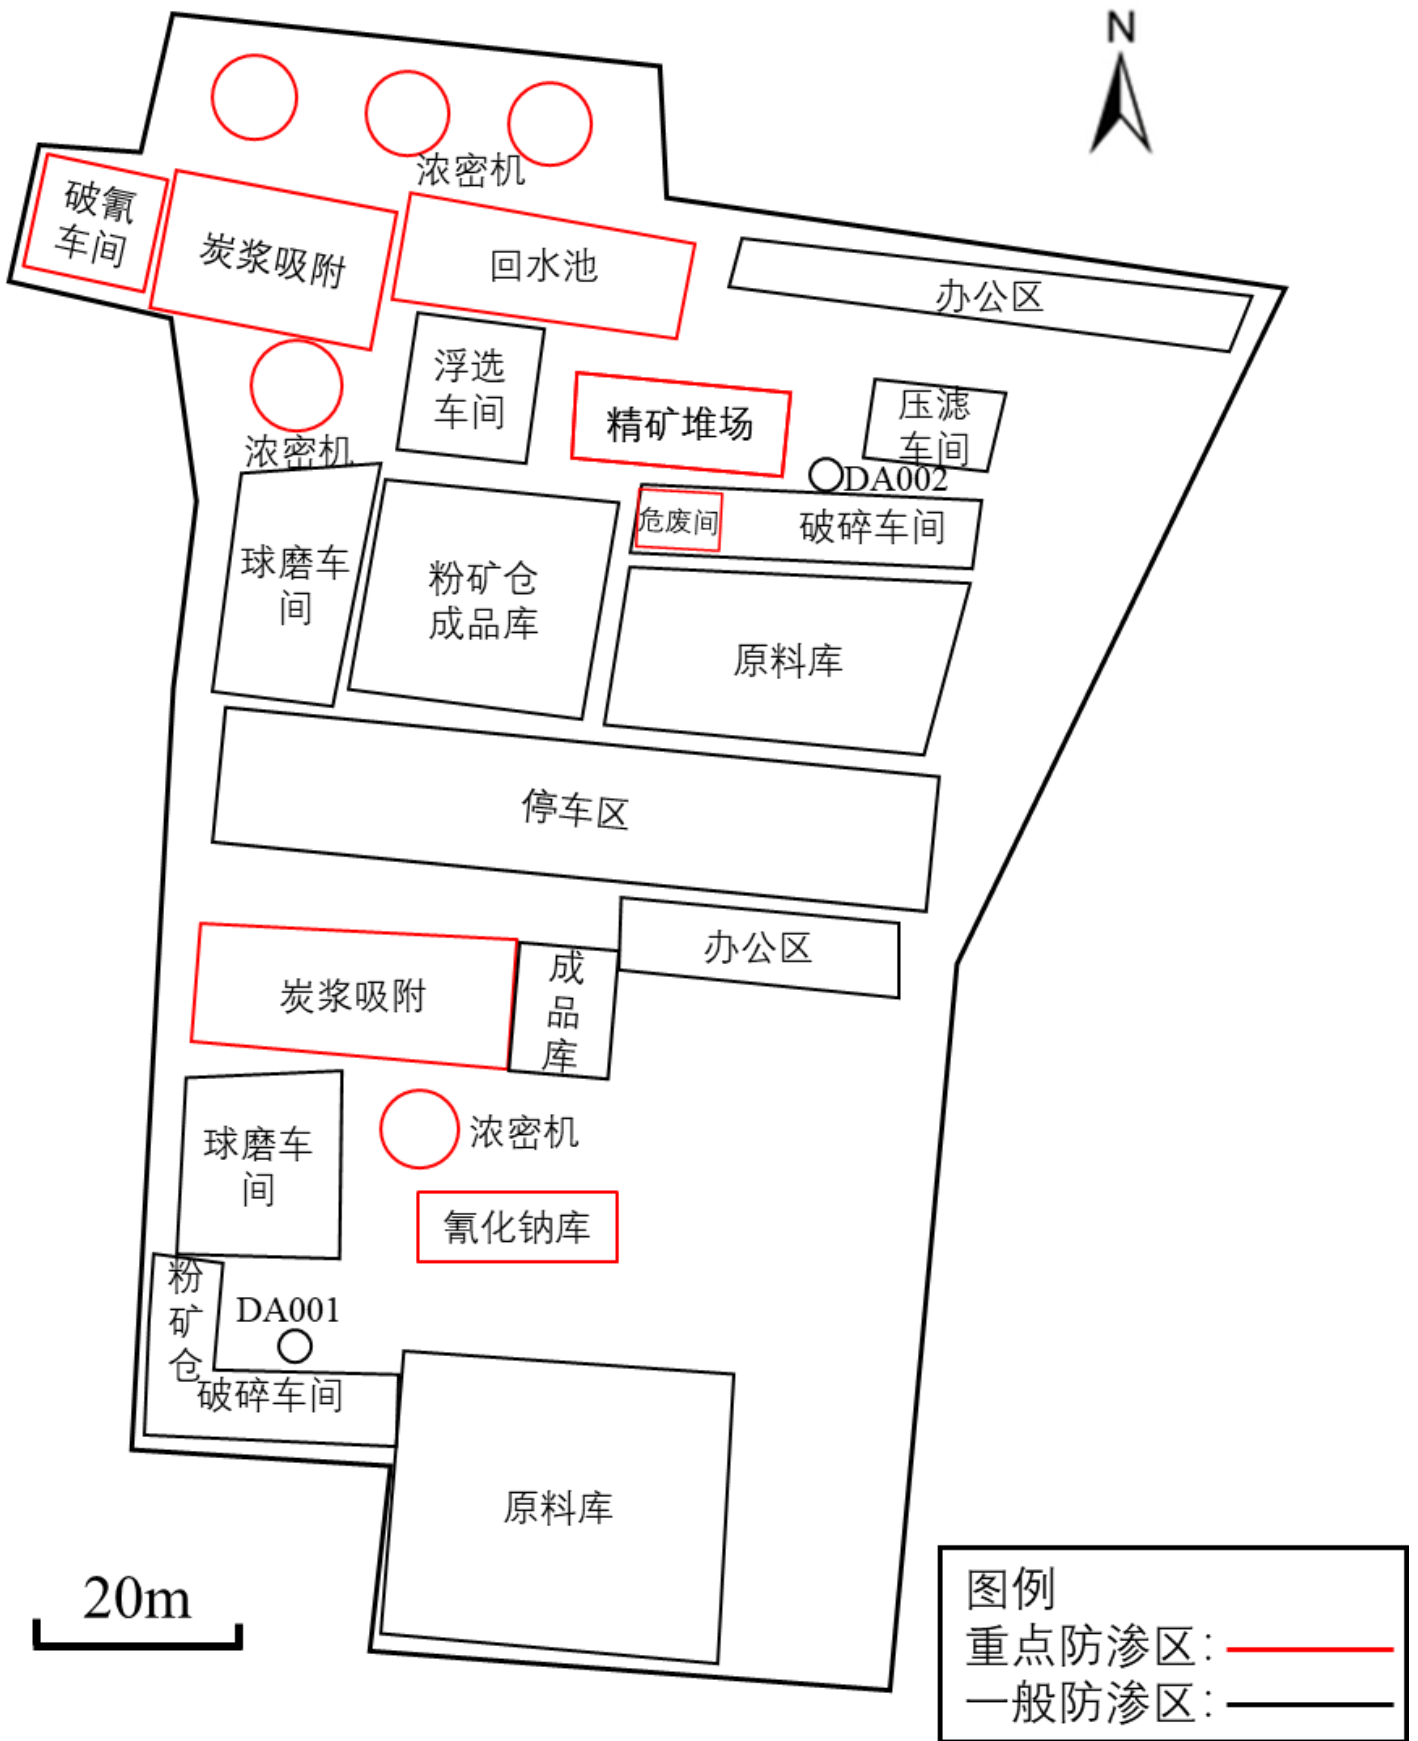 N
浓密机
破氰
车间
炭浆吸附
回水池
办公区
浮选
车间
精矿堆场
压滤
车间
浓密机
DA002
危废间
破碎车间
球磨车
间
粉矿仓
成品库
原料库
停车区
办公区
炭浆吸附
成
品
库
浓密机
球磨车
间
氰化钠库
粉
矿
仓
DA001
破碎车间
原料库
20m
图例
重点防渗区:
一般防渗区: